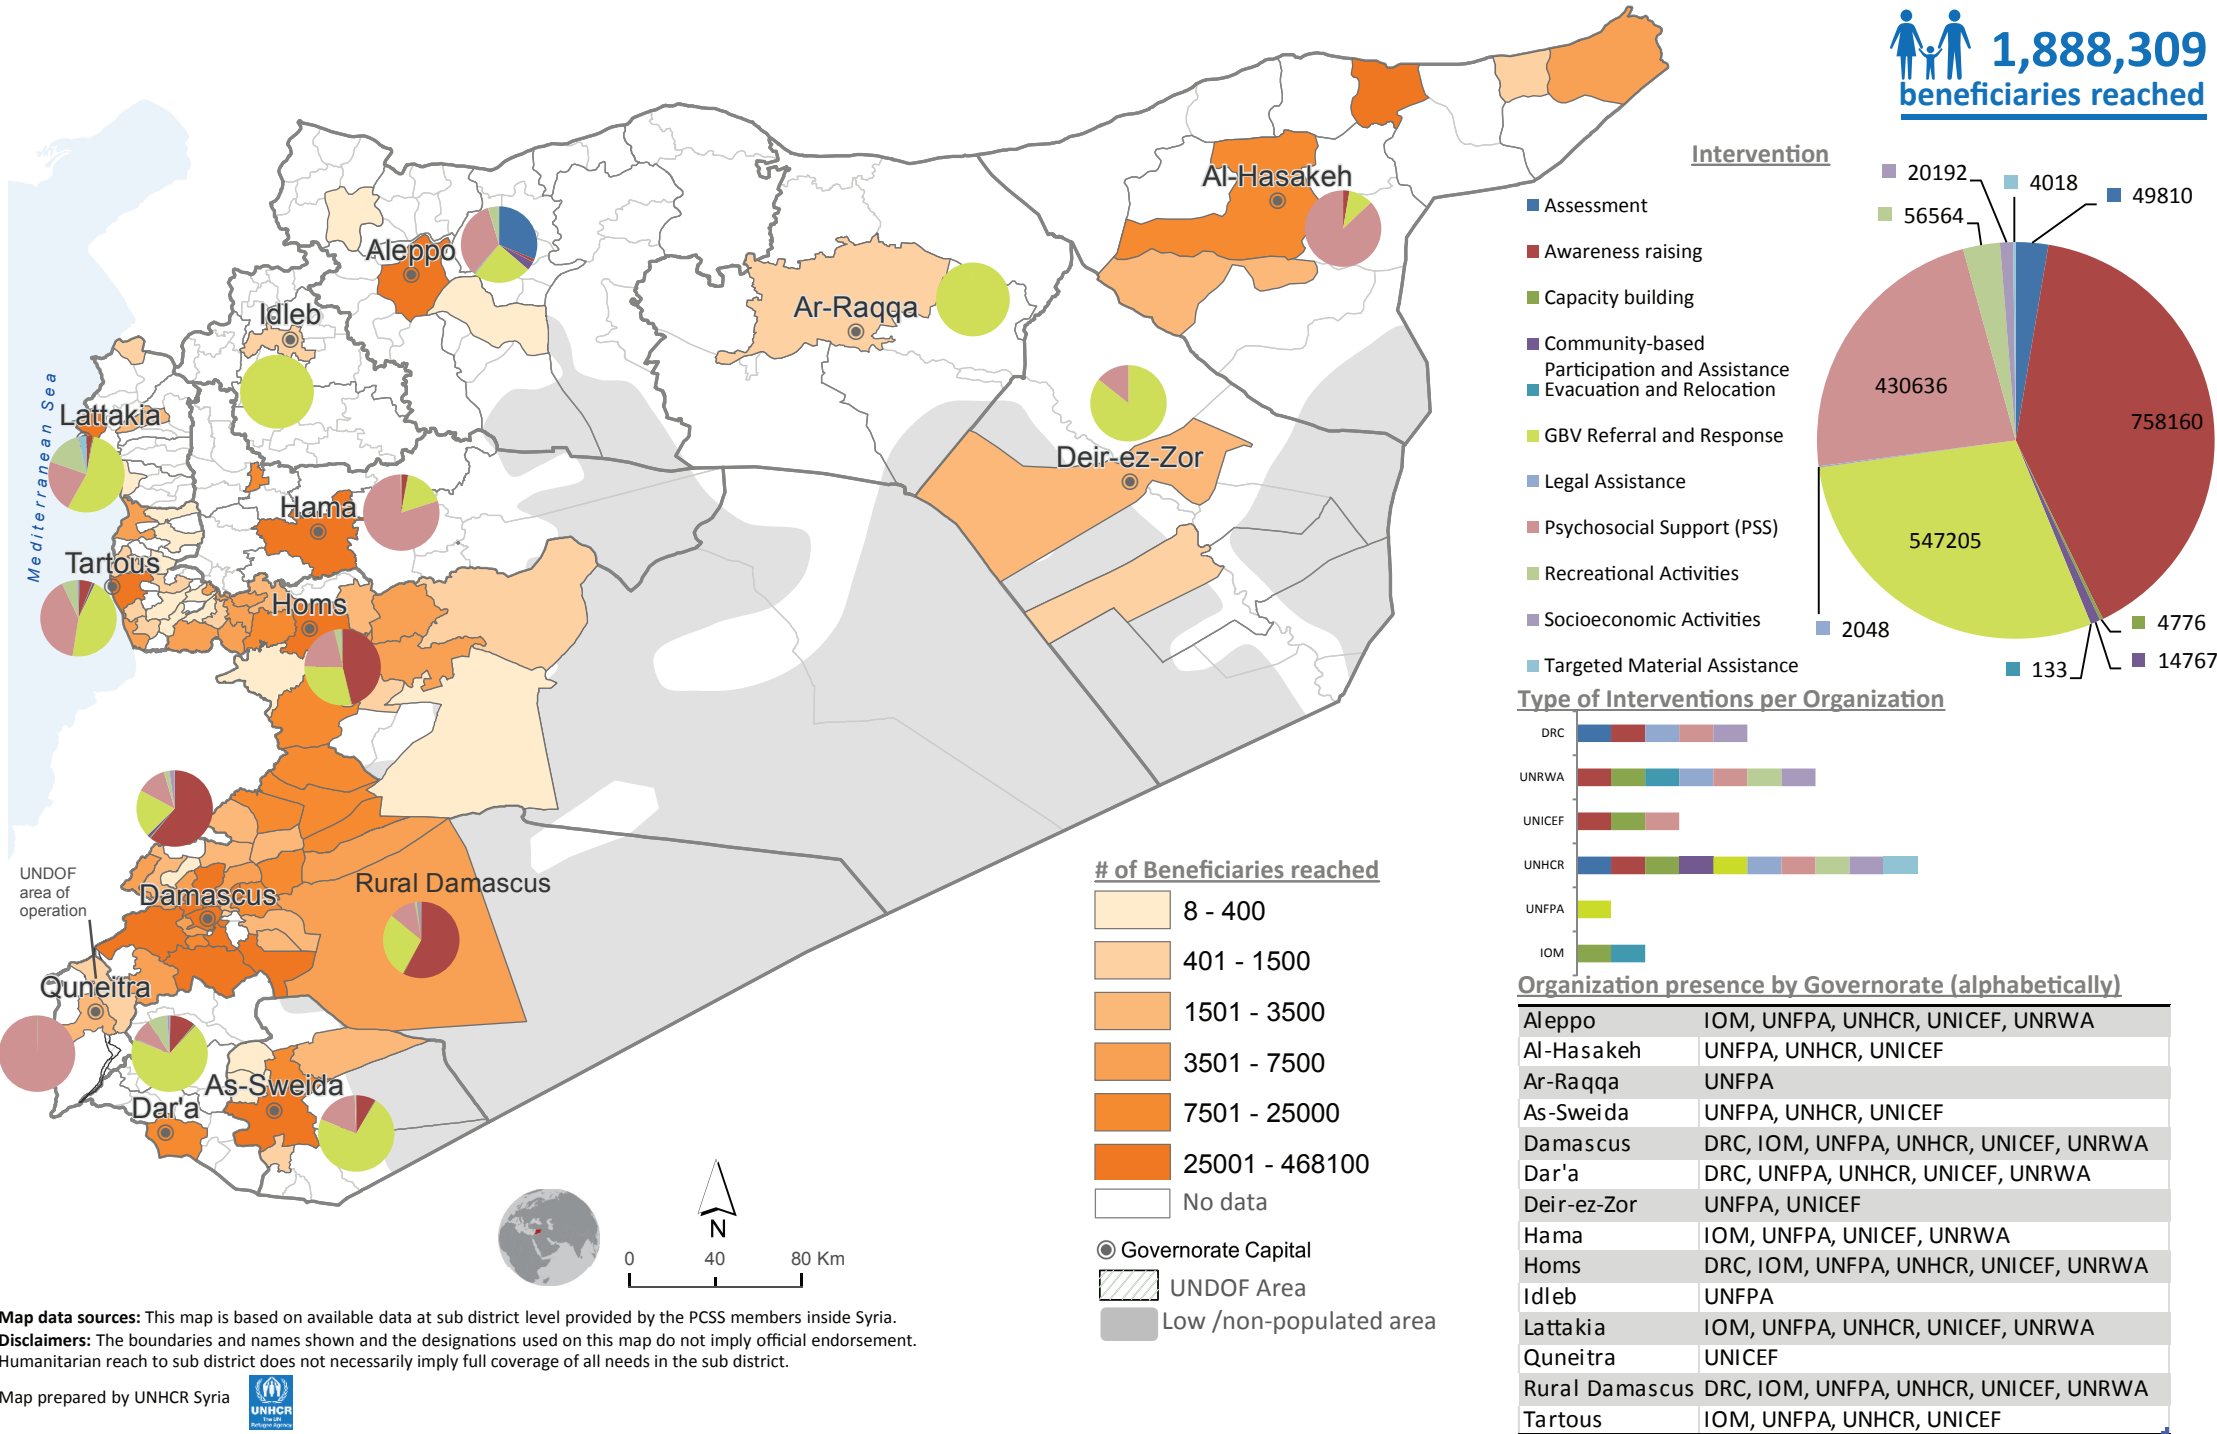 1,888,309
beneficiaries reached
Intervention
Assessment
Awareness raising
Capacity building
Community-based
Participation and Assistance
Evacuation and Relocation
GBV Referral and Response
Legal Assistance
Psychosocial Support (PSS)
Recreational Activities
Socioeconomic Activities
Targeted Material Assistance
20192
4018
49810
56564
430636
758160
547205
2048
4776
133
14767
Al-Hasakeh
Aleppo
Ar-Raqqa
Idleb
Mediterranean Sea
Lattakia
Deir-ez-Zor
Hama
Tartous
Homs
UNDOF
area of
operation
Damascus
Rural Damascus
Quneitra
As-Sweida
Dar'a
Type of Interventions per Organization
DRC
UNRWA
UNICEF
UNHCR
UNFPA
IOM
# of Beneficiaries reached
8 - 400
401 - 1500
1501 - 3500
3501 - 7500
7501 - 25000
25001 - 468100
No data
Governorate Capital
UNDOF Area
Low /non-populated area
N
0 40 80 Km
Organization presence by Governorate (alphabetically)
Aleppo IOM, UNFPA, UNHCR, UNICEF, UNRWA
Al-Hasakeh UNFPA, UNHCR, UNICEF
Ar-Raqqa UNFPA
As-Sweida UNFPA, UNHCR, UNICEF
Damascus DRC, IOM, UNFPA, UNHCR, UNICEF, UNRWA
Dar'a DRC, UNFPA, UNHCR, UNICEF, UNRWA
Deir-ez-Zor UNFPA, UNICEF
Hama IOM, UNFPA, UNICEF, UNRWA
Homs DRC, IOM, UNFPA, UNHCR, UNICEF, UNRWA
Idleb UNFPA
Lattakia IOM, UNFPA, UNHCR, UNICEF, UNRWA
Quneitra UNICEF
Rural Damascus DRC, IOM, UNFPA, UNHCR, UNICEF, UNRWA
Tartous IOM, UNFPA, UNHCR, UNICEF
Map data sources: This map is based on available data at sub district level provided by the PCSS members inside Syria.
Disclaimers: The boundaries and names shown and the designations used on this map do not imply official endorsement.
Humanitarian reach to sub district does not necessarily imply full coverage of all needs in the sub district.
Map prepared by UNHCR Syria
UNHCR
The UN
Refugee Agency